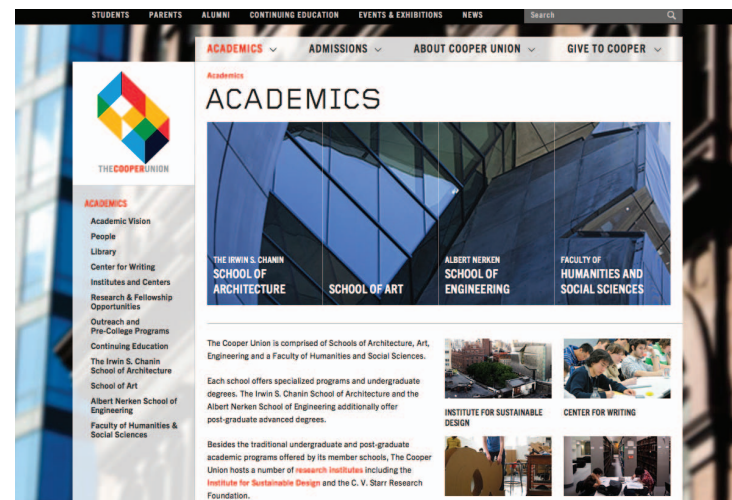 STUDENTS PARENTS ALUMNI CONTINUING EDUCATION EVENTS & EXHIBITIONS NEWS Search
ACADEMICS ADMISSIONS ABOUT COOPER UNION GIVE TO COOPER
THECOOPERUNION
ACADEMICS
Academic Vision
People
Library
Center for Writing
Institutes and Centers
Research & Fellowship
Opportunities
Outreach and
Pre-College Programs
Continuing Education
The Irwin S. Chanin
School of Architecture
School of Art
Albert Nerken School of
Engineering
Faculty of Humanities &
Social Sciences
Academics
ACADEMICS
THE IRWIN S. CHANIN
SCHOOL OF
ARCHITECTURE
SCHOOL OF ART
ALBERT NERKEN
SCHOOL OF
ENGINEERING
FACULTY OF
HUMANITIES AND
SOCIAL SCIENCES
The Cooper Union is comprised of Schools of Architecture, Art,
Engineering and a Faculty of Humanities and Social Sciences.
Each school offers specialized programs and undergraduate
degrees. The Irwin S. Chanin School of Architecture and the
Albert Nerken School of Engineering additionally offer
post-graduate advanced degrees.
Besides the traditional undergraduate and post-graduate
academic programs offered by its member schools, The Cooper
Union hosts a number of research institutes including the
Institute for Sustainable Design and the C. V. Starr Research
Foundation.
INSTITUTE FOR SUSTAINABLE
DESIGN
CENTER FOR WRITING